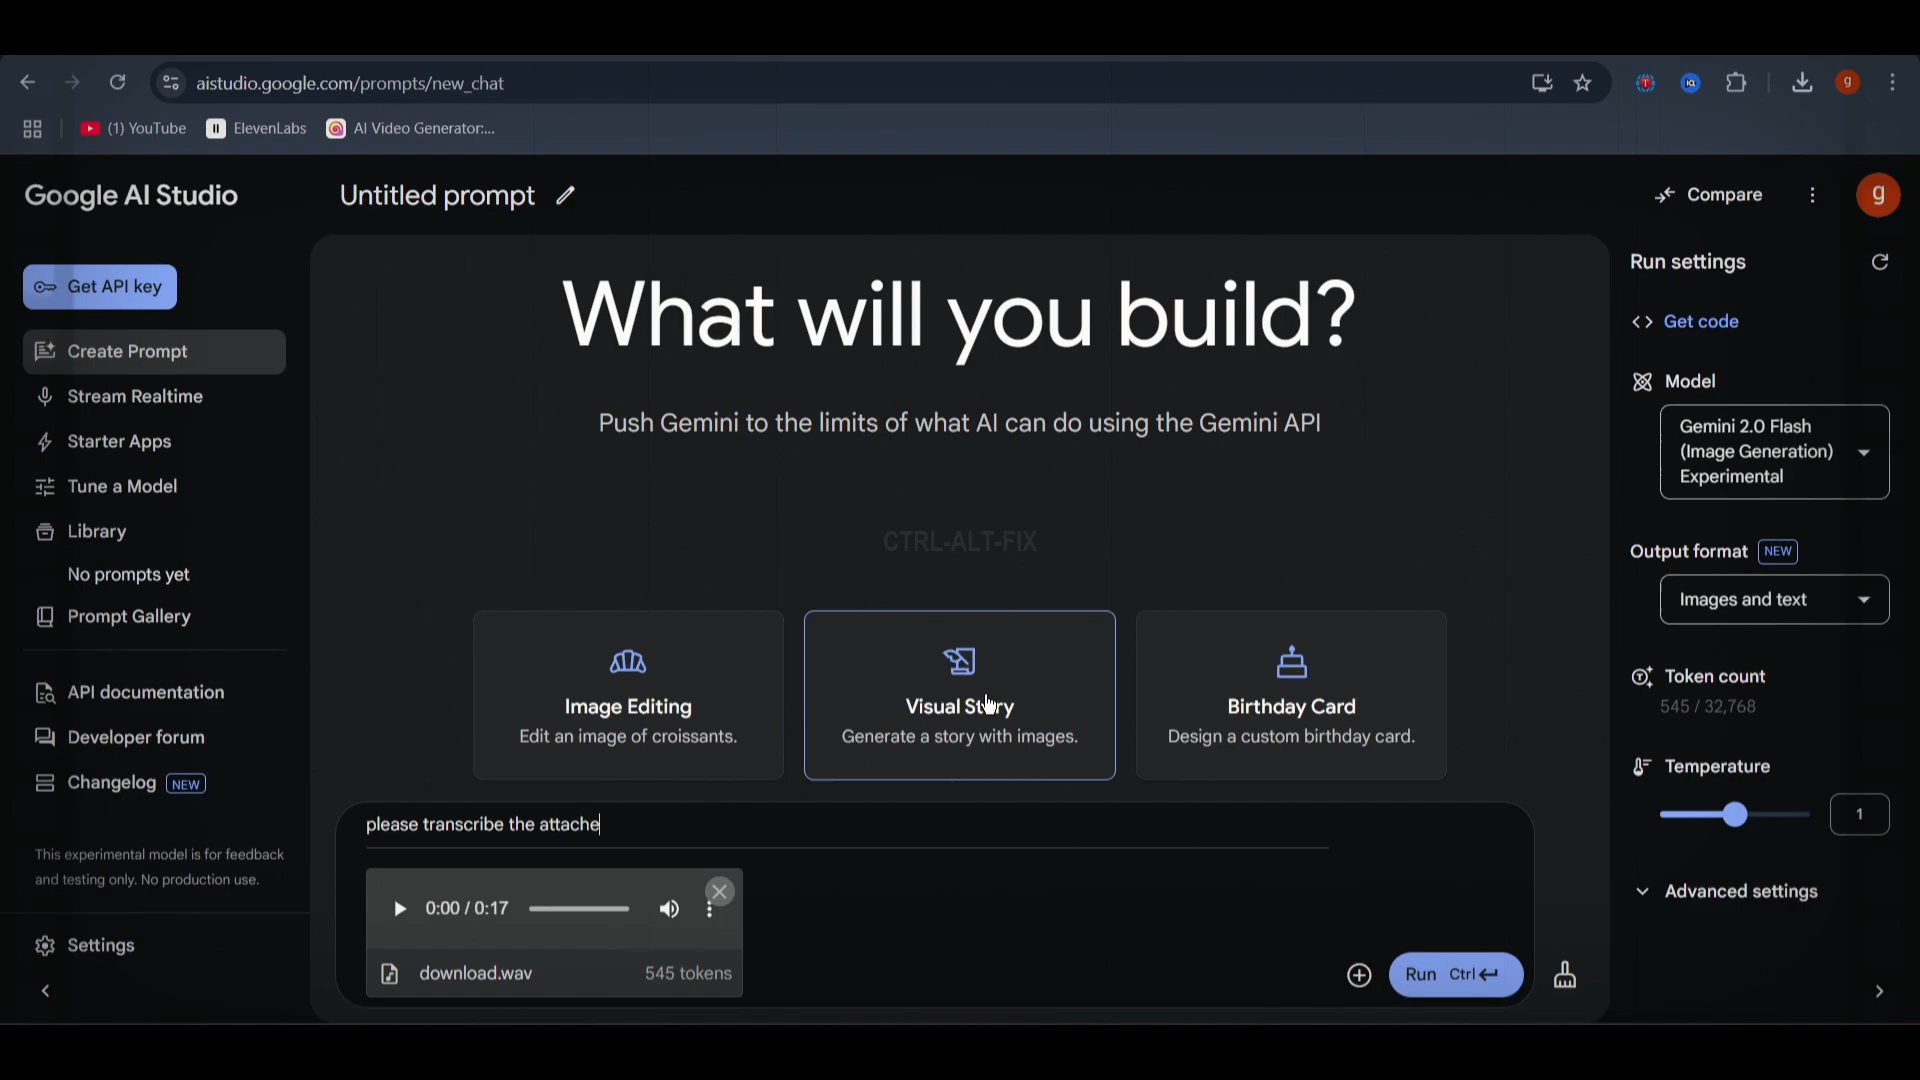 aistudio.google.com/prompts/new_chat
g
(1) YouTube
ElevenLabs
AI Video Generator:...
Google AI Studio
Untitled prompt
Compare
g
Get API key
Create Prompt
Stream Realtime
Starter Apps
Tune a Model
Library
No prompts yet
Prompt Gallery
API documentation
Developer forum
Changelog NEW
This experimental model is for feedback
and testing only. No production use.
Settings
What will you build?
Push Gemini to the limits of what AI can do using the Gemini API
CTRL-ALT-FIX
Image Editing
Edit an image of croissants.
Visual Story
Generate a story with images.
Birthday Card
Design a custom birthday card.
please transcribe the attache
0:00 / 0:17
download.wav 545 tokens
Run Ctrl
Run settings
Get code
Model
Gemini 2.0 Flash
(Image Generation)
Experimental
Output format NEW
Images and text
Token count
545 / 32,768
Temperature
1
Advanced settings